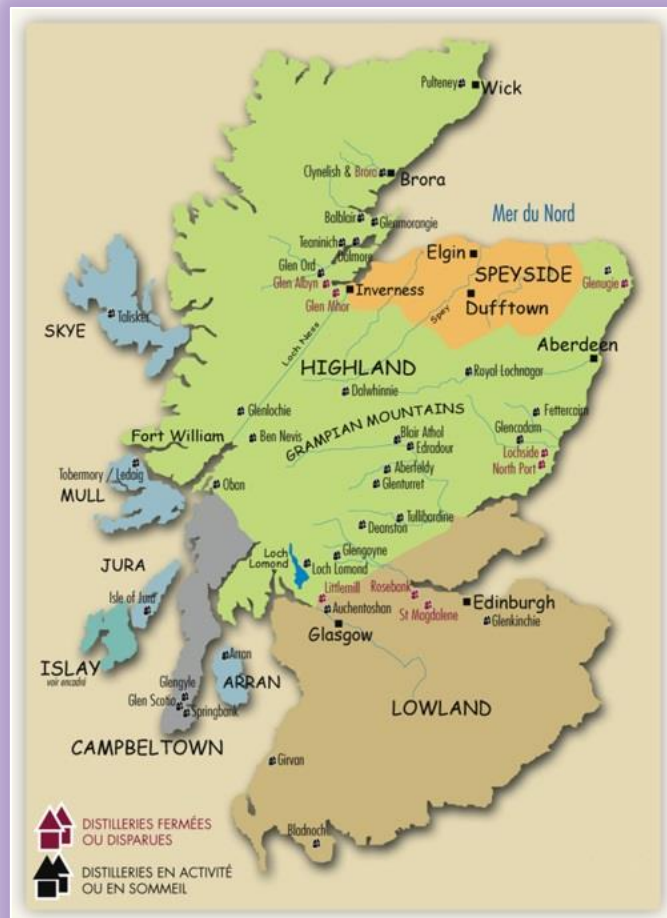 Pulteney
Wick
Clynelish & Brora
Brora
Balblair
Glenmorangie
Mer du Nord
Teaninich
Dalmore
Elgin
SPEYSIDE
Glen Ord
Glen Albyn
Inverness
Glenugie
Glen Mhor
Spey
Dufftown
SKYE
Talisker
Loch Ness
Aberdeen
HIGHLAND
Royal Lochnagar
Dalwhinnie
GRAMPIAN MOUNTAINS
Glenlochie
Fettercairn
Fort William
Ben Nevis
Blair Athol
Glencadam
Edradour
Lochside
Tobermory / Ledaig
Aberfeldy
North Port
MULL
Oban
Glenturret
Tullibardine
Deanston
JURA
Loch
Lomond
Glengoyne
Loch Lomond
Isle of Jura
Littlemill
Rosebank
Edinburgh
Auchentoshan
St Magdalene
Glenkinchie
Glasgow
ISLAY
voir encadré
Arran
ARRAN
Glengyle
Glen Scotia
Springbank
LOWLAND
CAMPBELTOWN
Girvan
Bladnoch
DISTILLERIES FERMÉES
OU DISPARUES
DISTILLERIES EN ACTIVITÉ
OU EN SOMMEIL